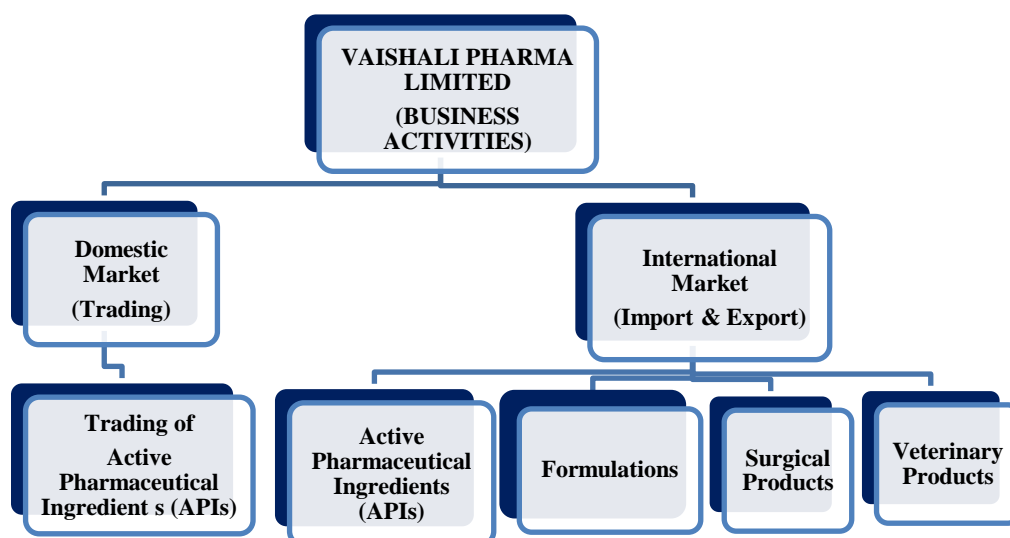 VAISHALI PHARMA
LIMITED
(BUSINESS
ACTIVITIES)
Domestic
Market
(Trading)
International
Market
(Import & Export)
Trading of
Active
Pharmaceutical
Ingredient s (APIs)
Active
Pharmaceutical
Ingredients
(APIs)
Formulations
Surgical
Products
Veterinary
Products